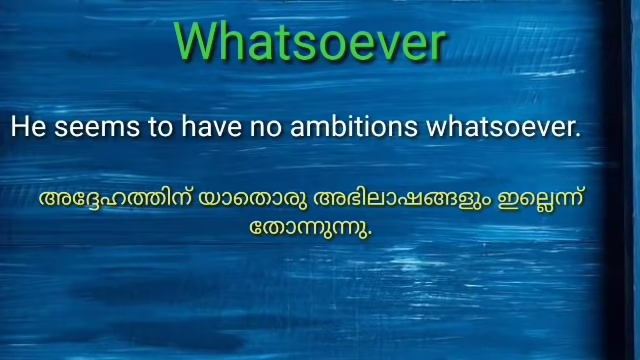 Whatsoever
He seems to have no ambitions whatsoever.
അദ്ദേഹത്തിന് യാതൊരു അഭിലാഷങ്ങളും ഇല്ലെന്ന്
തോന്നുന്നു.